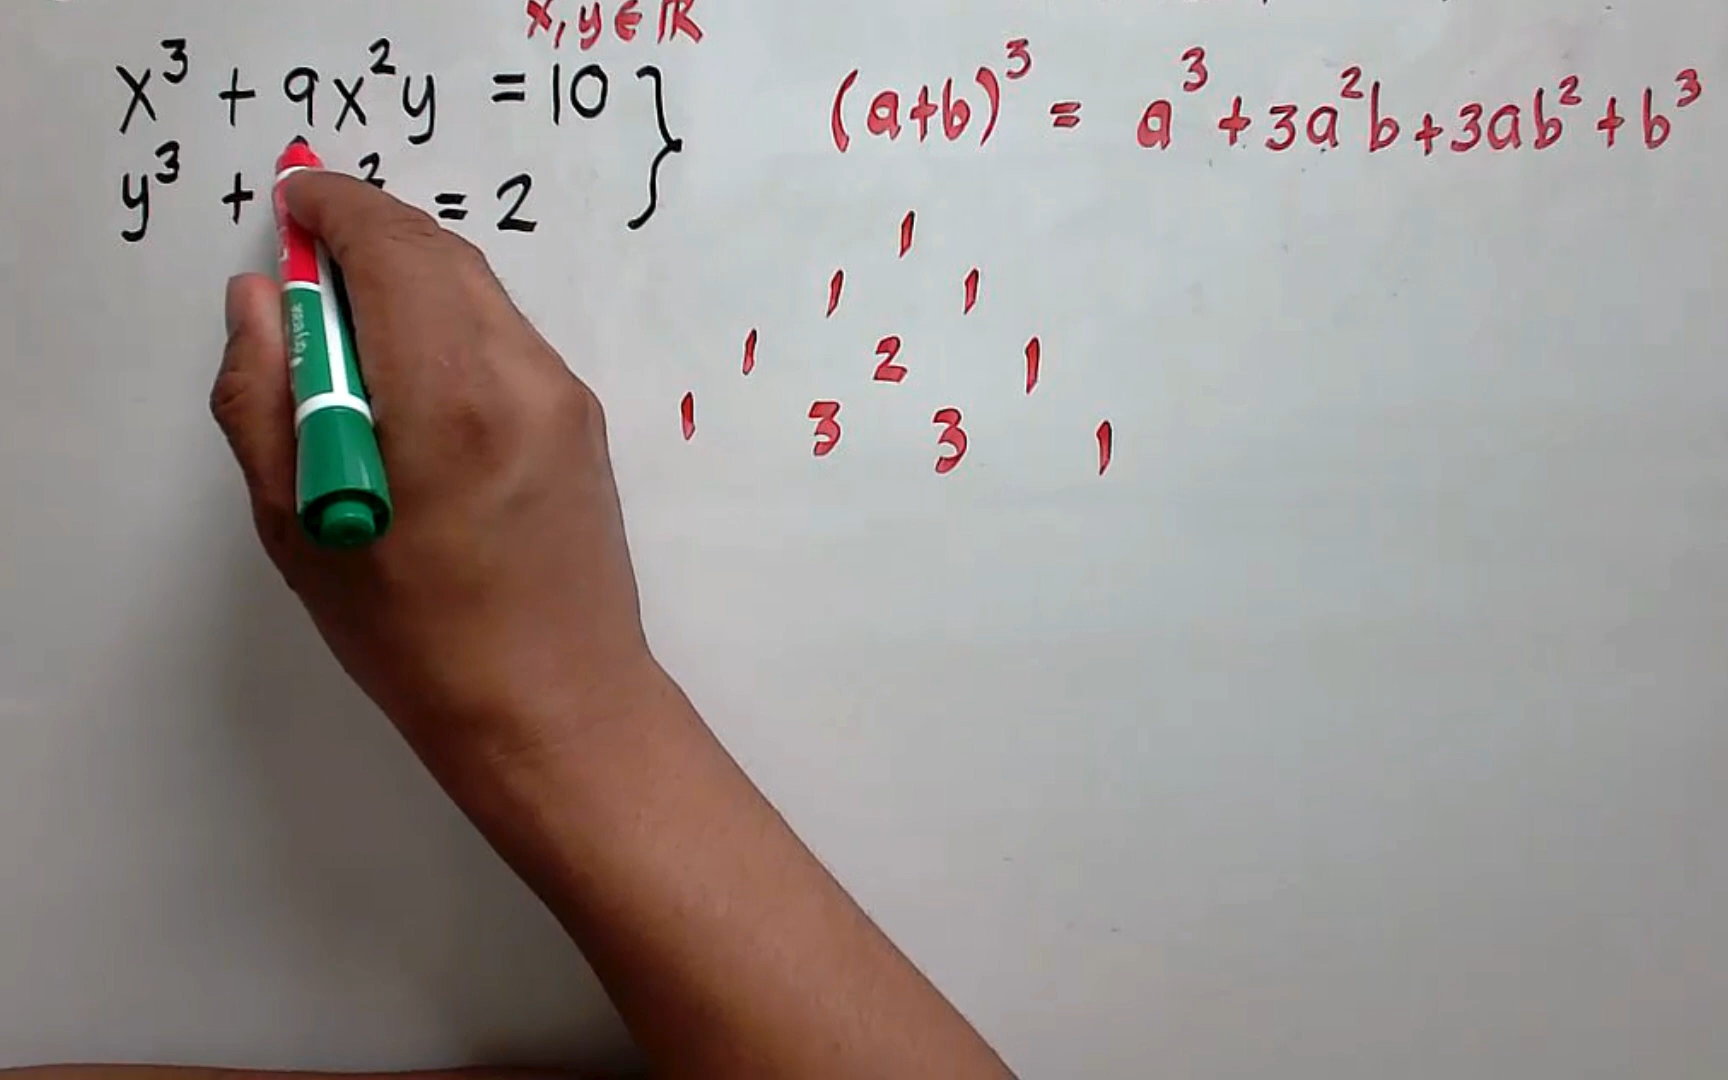 x, y ∈ ℝ
x³ + 9x²y = 10
y³ + ² = 2
(a+b)³ = a³ + 3a²b + 3ab² + b³
1
1 1
1 2 1
1 3 3 1